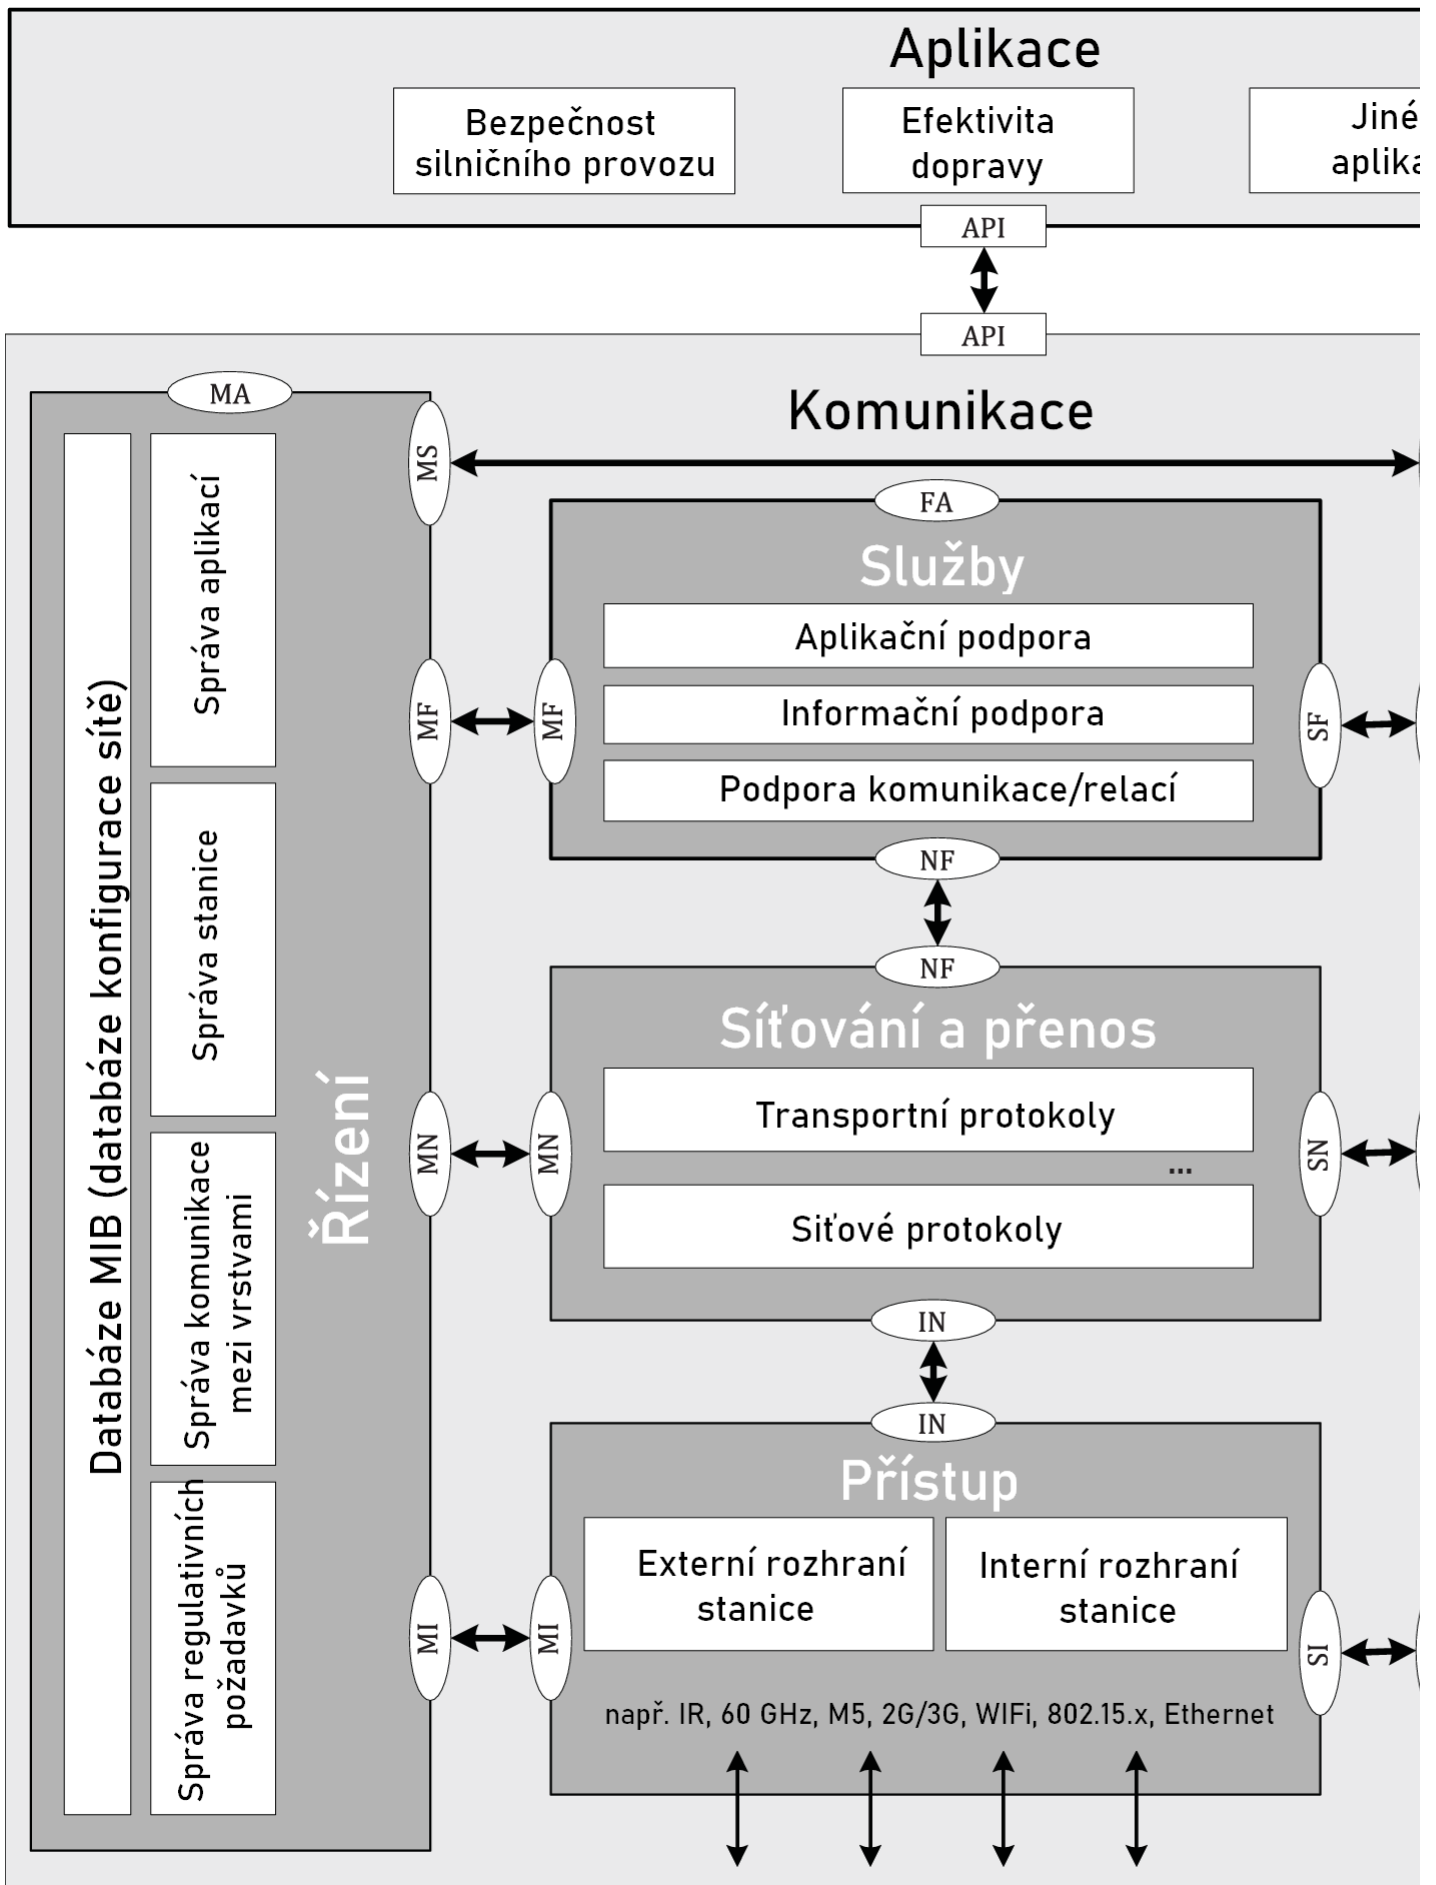 Aplikace
Bezpečnost
silničního provozu
Efektivita
dopravy
Jiné
aplika
API
API
Komunikace
MA
MS
Databáze MIB (databáze konfigurace sítě)
Správa aplikací
Správa stanice
Správa komunikace
mezi vrstvami
Správa regulativních
požadavků
Řízení
FA
Služby
Aplikační podpora
Informační podpora
Podpora komunikace/relací
MF
MF
SF
NF
NF
Síťování a přenos
Transportní protokoly
...
Siťové protokoly
MN
MN
SN
IN
IN
Přístup
Externí rozhraní
stanice
Interní rozhraní
stanice
MI
MI
SI
např. IR, 60 GHz, M5, 2G/3G, WIFi, 802.15.x, Ethernet